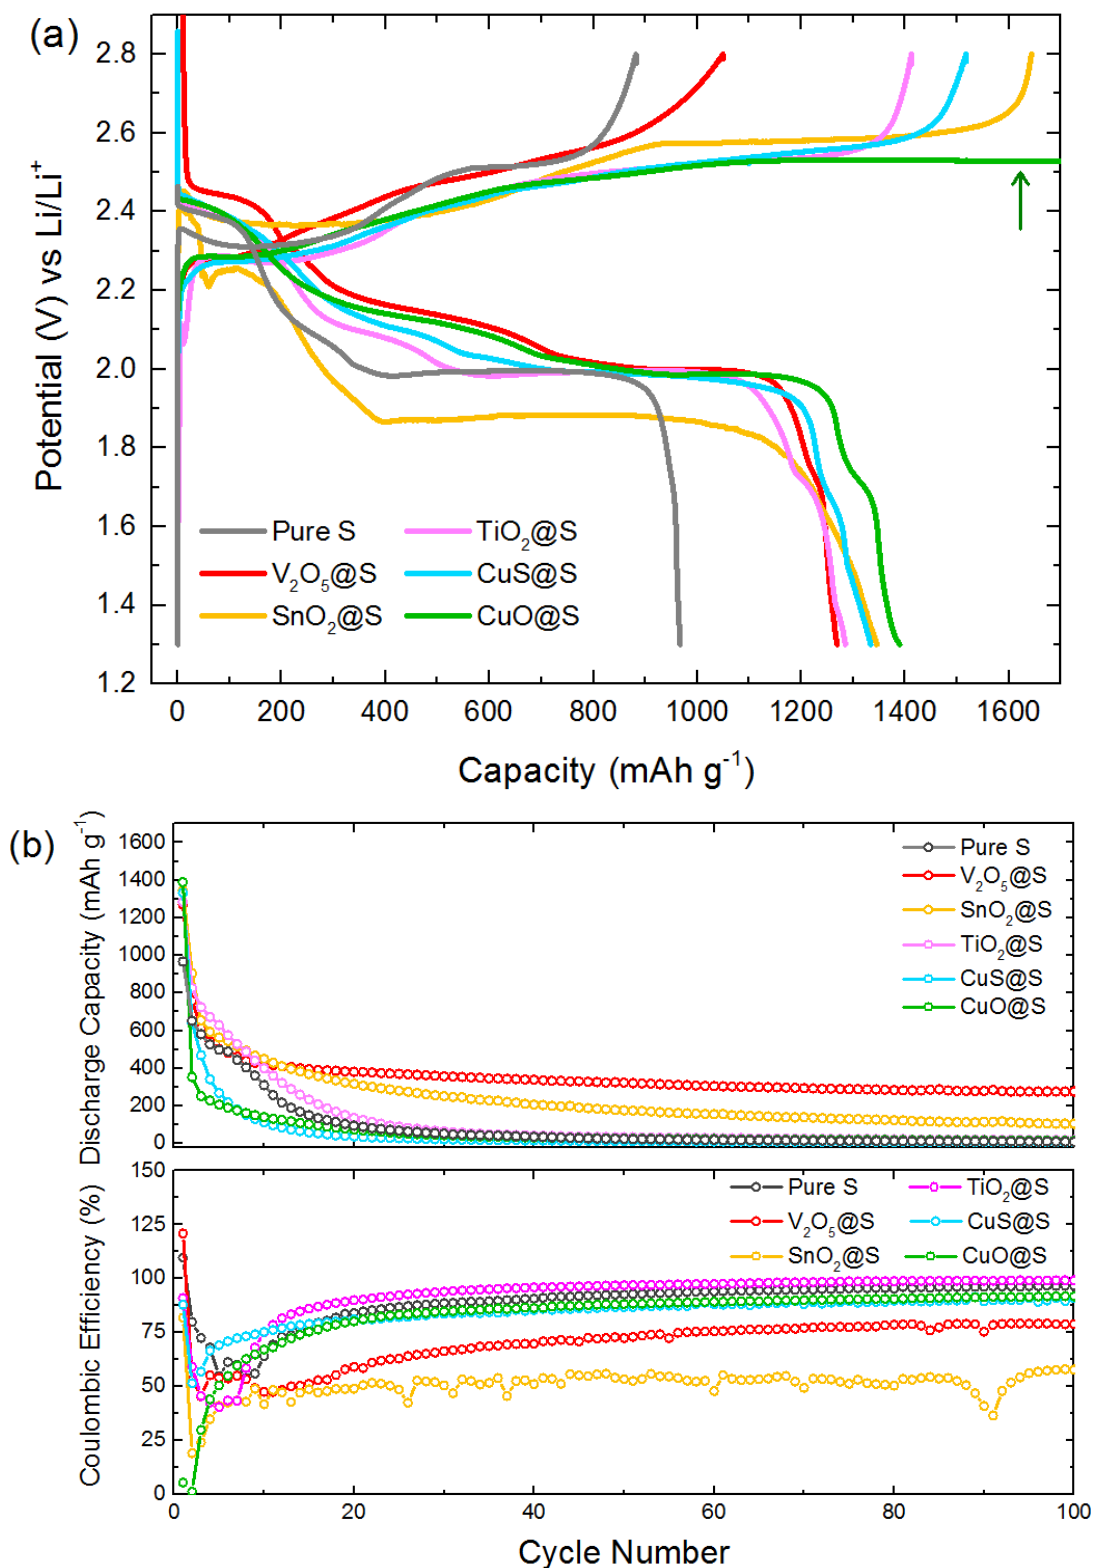 (a)
Potential (V) vs Li/Li⁺
2.8
2.6
2.4
2.2
2.0
1.8
1.6
1.4
1.2
Pure S
TiO₂@S
V₂O₅@S
CuS@S
SnO₂@S
CuO@S
0 200 400 600 800 1000 1200 1400 1600
Capacity (mAh g⁻¹)
(b)
Discharge Capacity (mAh g⁻¹)
1600
1400
1200
1000
800
600
400
200
0
Pure S
V₂O₅@S
SnO₂@S
TiO₂@S
CuS@S
CuO@S
Coulombic Efficiency (%)
150
125
100
75
50
25
0
Pure S
TiO₂@S
V₂O₅@S
CuS@S
SnO₂@S
CuO@S
0 20 40 60 80 100
Cycle Number